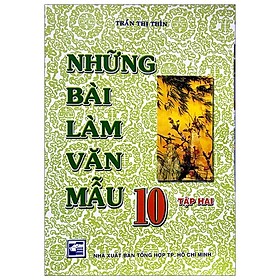 TRẦN THỊ THÌN
NHỮNG
BÀI
LÀM
VĂN
MẪU
10
TẬP HAI
NHÀ XUẤT BẢN TỔNG HỢP TP. HỒ CHÍ MINH